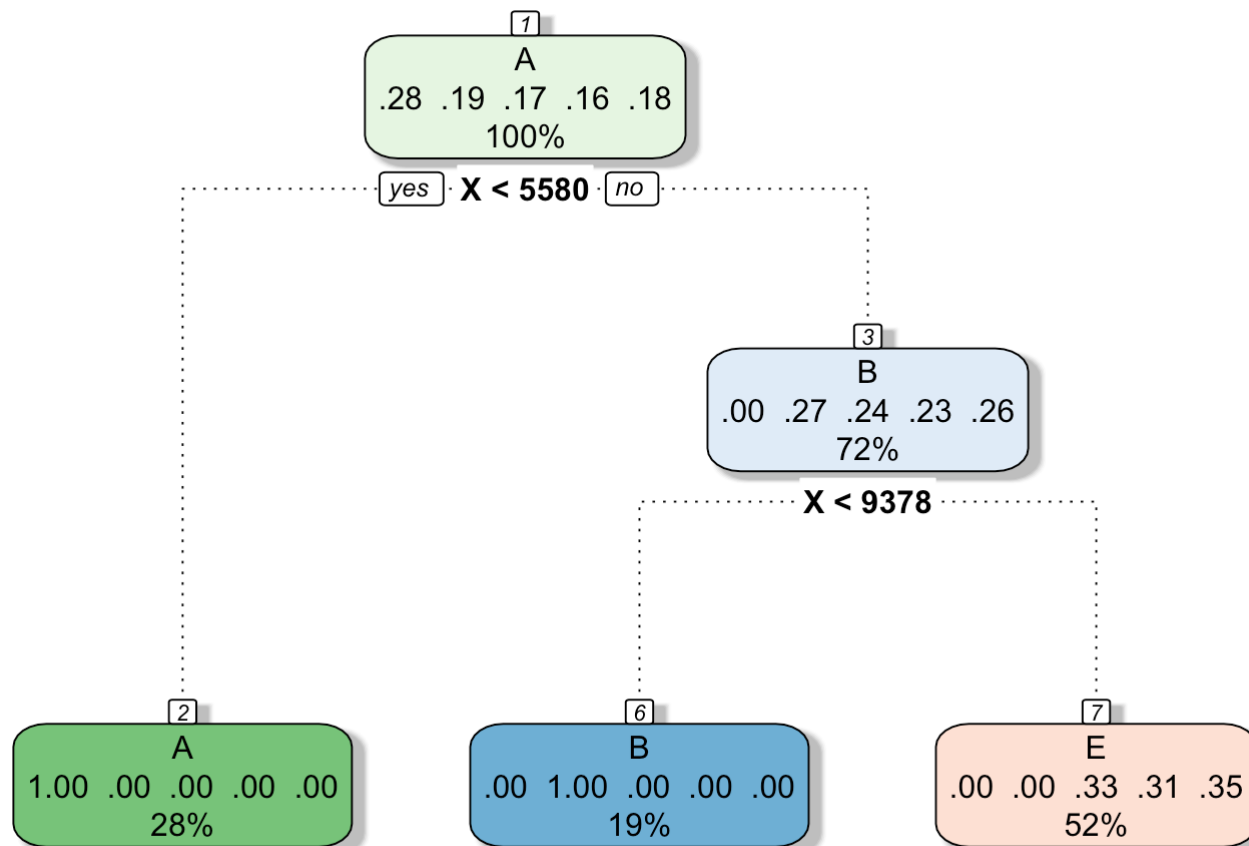 1
A
.28 .19 .17 .16 .18
100%
yes X < 5580 no
3
B
.00 .27 .24 .23 .26
72%
X < 9378
2
A
1.00 .00 .00 .00 .00
28%
6
B
.00 1.00 .00 .00 .00
19%
7
E
.00 .00 .33 .31 .35
52%